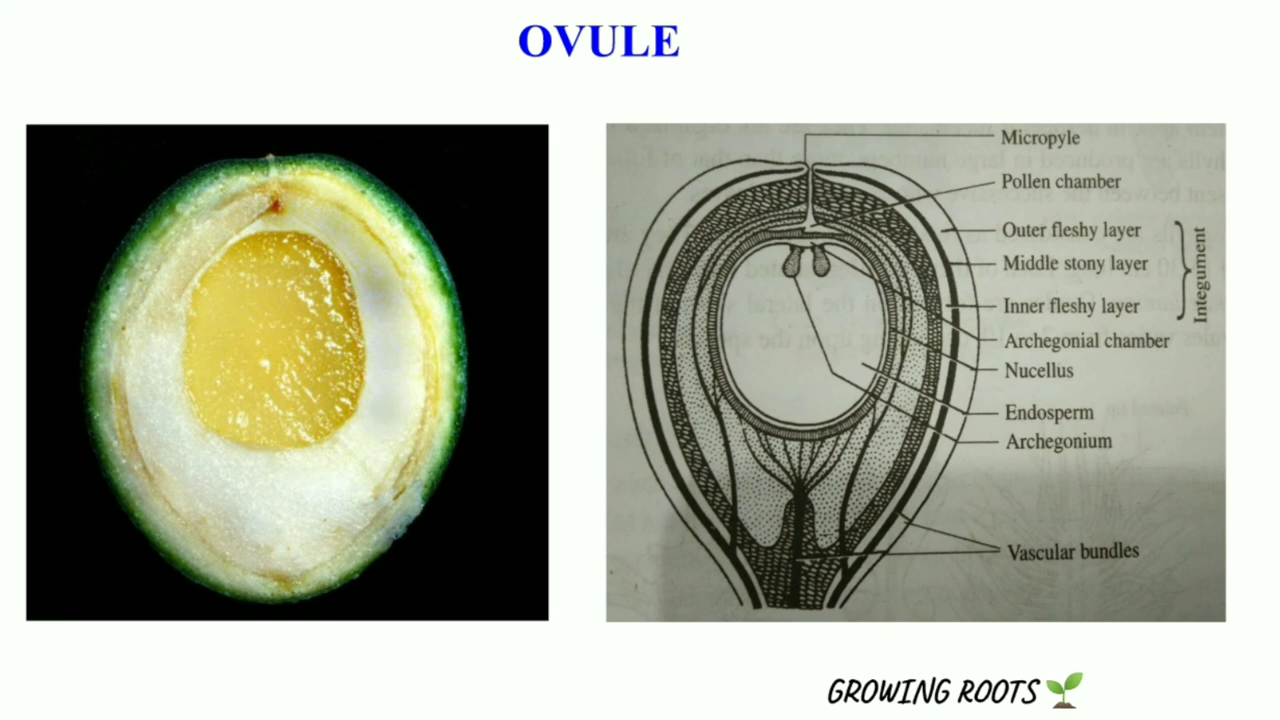 OVULE
Micropyle
Pollen chamber
Outer fleshy layer
Middle stony layer
Inner fleshy layer
Integument
Archegonial chamber
Nucellus
Endosperm
Archegonium
Vascular bundles
GROWING ROOTS